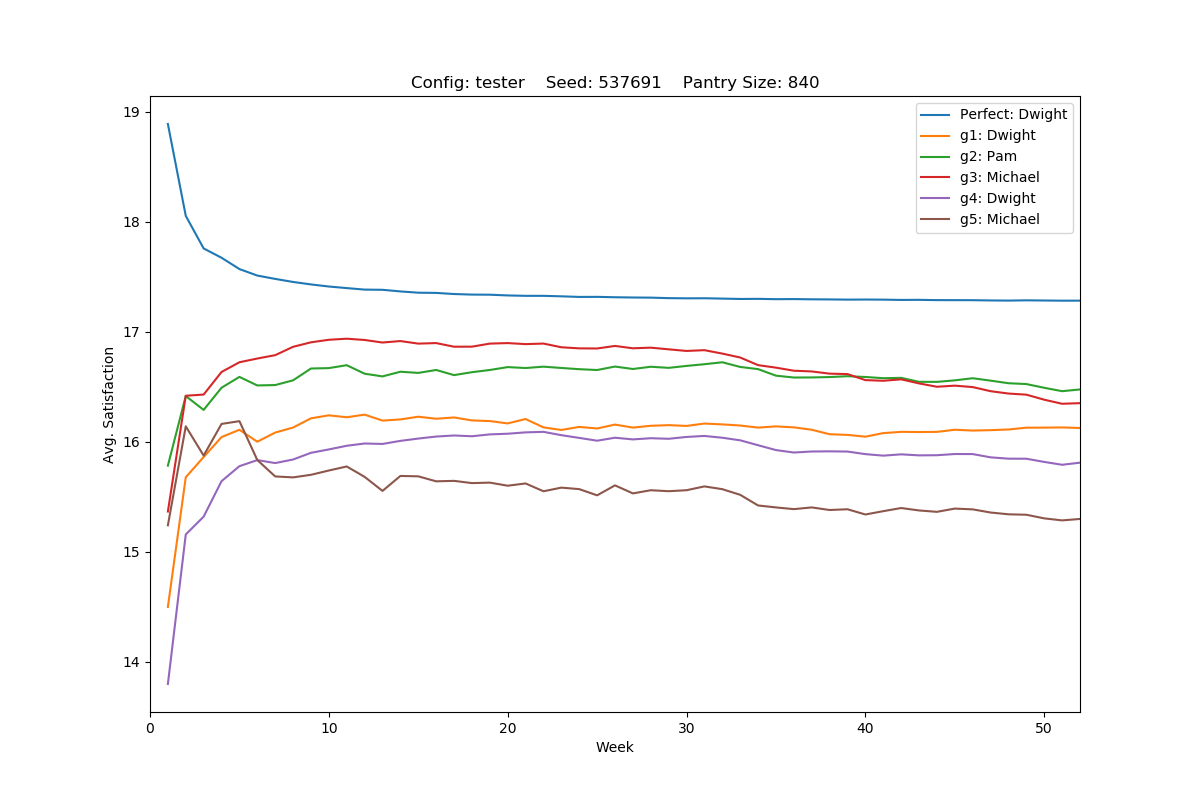 Config: tester    Seed: 537691    Pantry Size: 840
Perfect: Dwight
g1: Dwight
g2: Pam
g3: Michael
g4: Dwight
g5: Michael
Avg. Satisfaction
19
18
17
16
15
14
0 10 20 30 40 50
Week